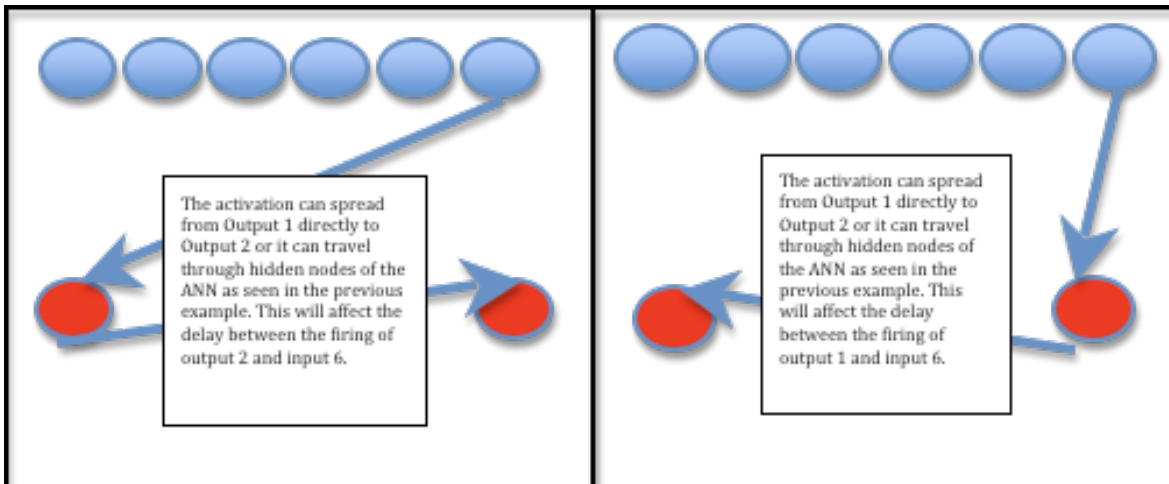 The activation can spread
from Output 1 directly to
Output 2 or it can travel
through hidden nodes of the
ANN as seen in the previous
example. This will affect the
delay between the firing of
output 2 and input 6.
The activation can spread
from Output 1 directly to
Output 2 or it can travel
through hidden nodes of
the ANN as seen in the
previous example. This
will affect the delay
between the firing of
output 1 and input 6.